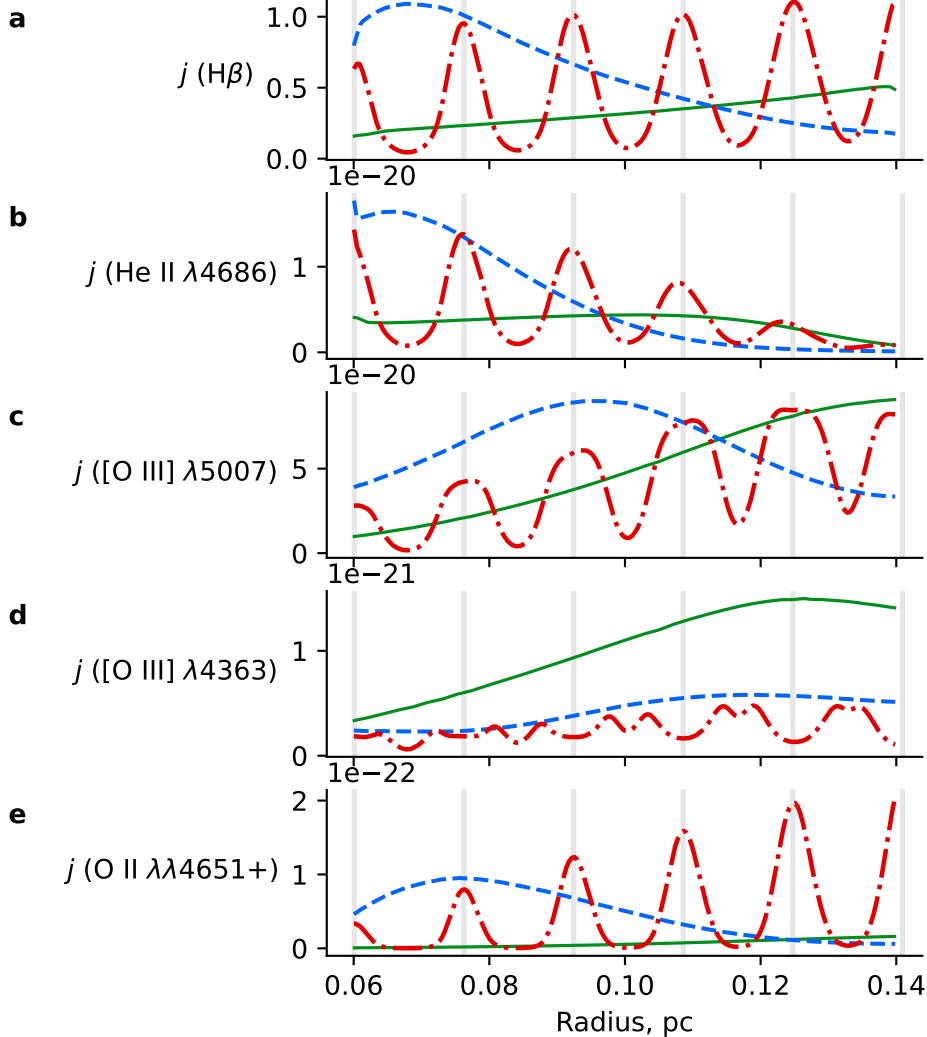 a
1.0
j (Hβ)
0.5
0.0
1e−20
b
j (He II λ4686)
1
0
1e−20
c
j ([O III] λ5007)
5
0
1e−21
d
j ([O III] λ4363)
1
0
1e−22
e
2
j (O II λλ4651+)
1
0
0.06 0.08 0.10 0.12 0.14
Radius, pc